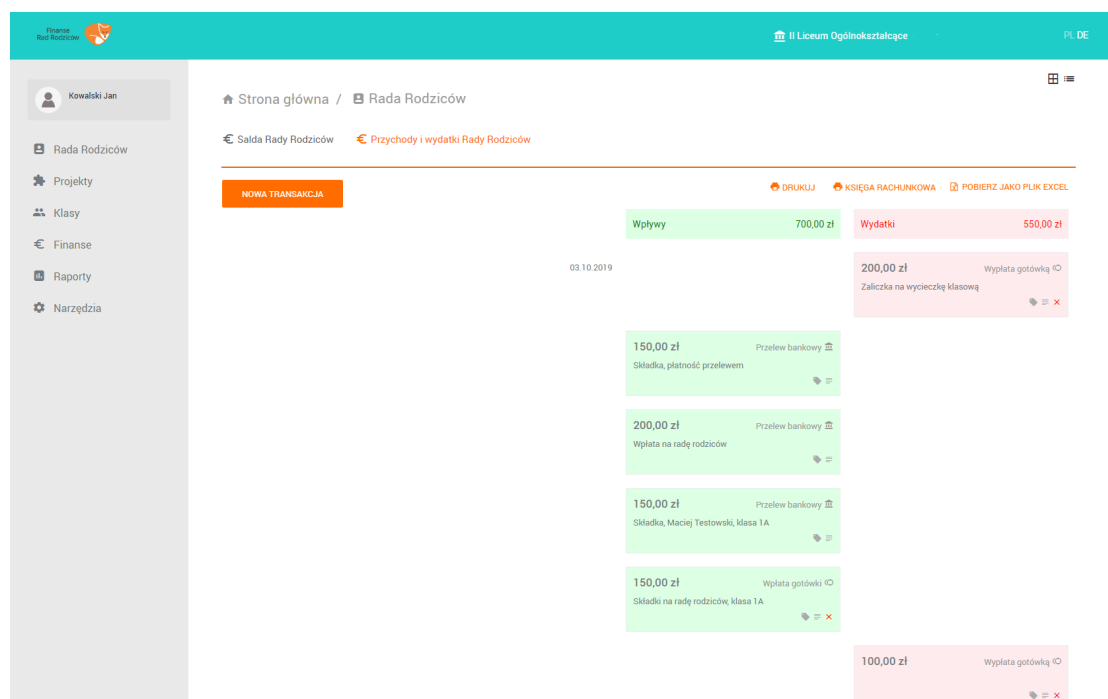 Finanse
Rad Rodziców
II Liceum Ogólnokształcące
PL DE
Kowalski Jan
Rada Rodziców
Projekty
Klasy
Finanse
Raporty
Narzędzia
Strona główna / Rada Rodziców
€ Salda Rady Rodziców € Przychody i wydatki Rady Rodziców
NOWA TRANSAKCJA
DRUKUJ KSIĘGA RACHUNKOWA POBIERZ JAKO PLIK EXCEL
Wpływy 700,00 zł Wydatki 550,00 zł
03.10.2019
200,00 zł Wypłata gotówką
Zaliczka na wycieczkę klasową
150,00 zł Przelew bankowy
Składka, płatność przelewem
200,00 zł Przelew bankowy
Wpłata na radę rodziców
150,00 zł Przelew bankowy
Składka, Maciej Testowski, klasa 1A
150,00 zł Wpłata gotówki
Składki na radę rodziców, klasa 1A
100,00 zł Wypłata gotówką